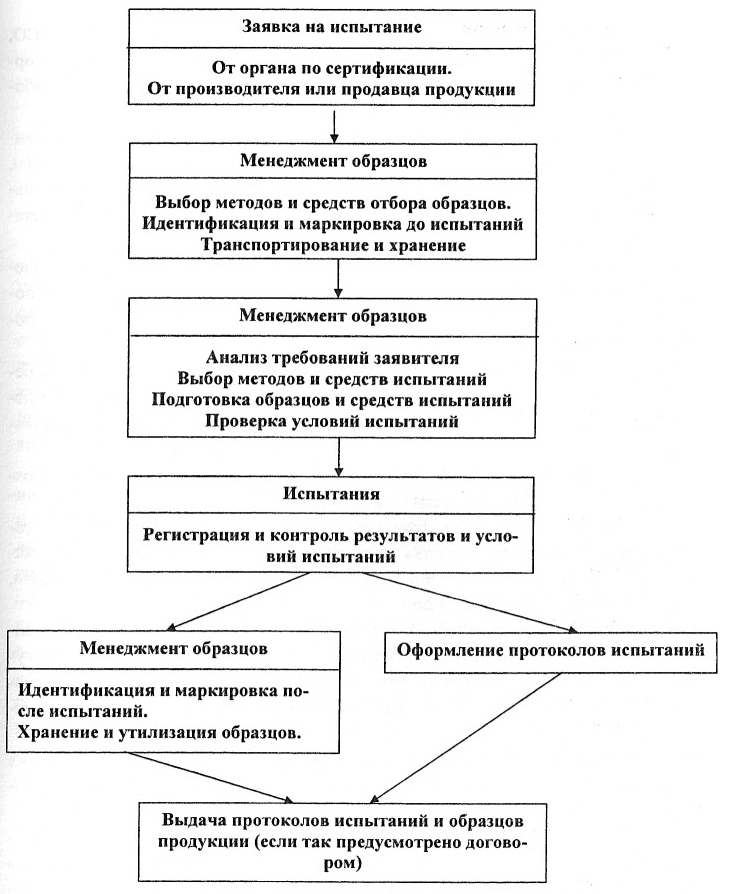 Заявка на испытание
От органа по сертификации.
От производителя или продавца продукции
Менеджмент образцов
Выбор методов и средств отбора образцов.
Идентификация и маркировка до испытаний
Транспортирование и хранение
Менеджмент образцов
Анализ требований заявителя
Выбор методов и средств испытаний
Подготовка образцов и средств испытаний
Проверка условий испытаний
Испытания
Регистрация и контроль результатов и усло-
вий испытаний
Менеджмент образцов
Идентификация и маркировка по-
сле испытаний.
Хранение и утилизация образцов.
Оформление протоколов испытаний
Выдача протоколов испытаний и образцов
продукции (если так предусмотрено догово-
ром)